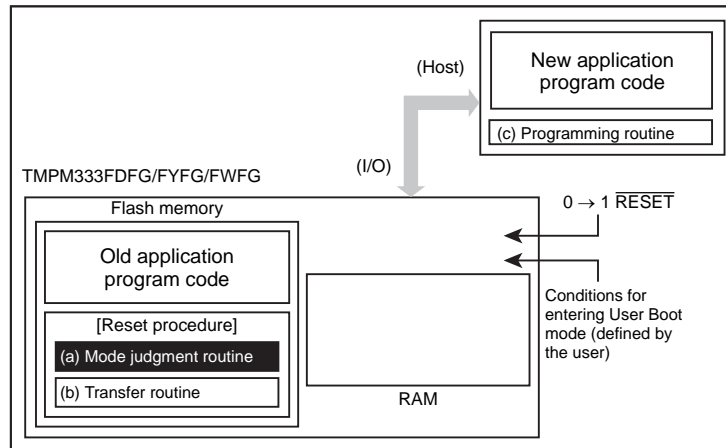 New application
program code
(Host)
(c) Programming routine
(I/O)
TMPM333FDFG/FYFG/FWFG
Flash memory
0 → 1 RESET
Old application
program code
[Reset procedure]
(a) Mode judgment routine
(b) Transfer routine
RAM
Conditions for
entering User Boot
mode (defined by
the user)